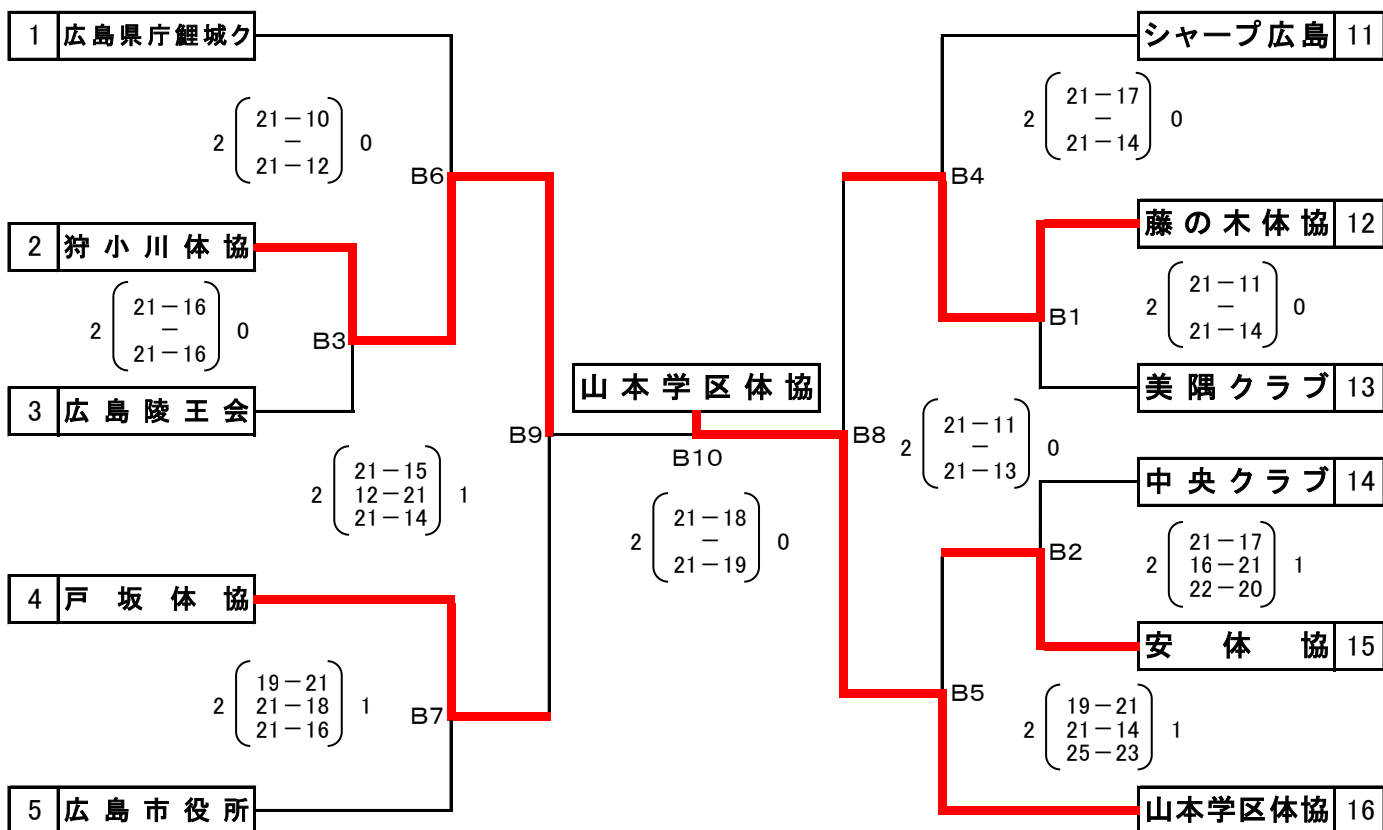 1 広島県庁鯉城ク
シャープ広島 11
21－10
2 － 0
21－12
21－17
2 － 0
21－14
B6
B4
2 狩小川体協
藤の木体協 12
21－16
2 － 0
21－16
21－11
2 － 0
21－14
B3
B1
3 広島陵王会
山本学区体協
美隅クラブ 13
B9
B10
B8
21－11
2 － 0
21－13
21－15
2 12－21 1
21－14
中央クラブ 14
21－18
2 － 0
21－19
B2
21－17
2 16－21 1
22－20
4 戸坂体協
安体協 15
19－21
2 21－18 1
21－16
B7
B5
19－21
2 21－14 1
25－23
5 広島市役所
山本学区体協 16